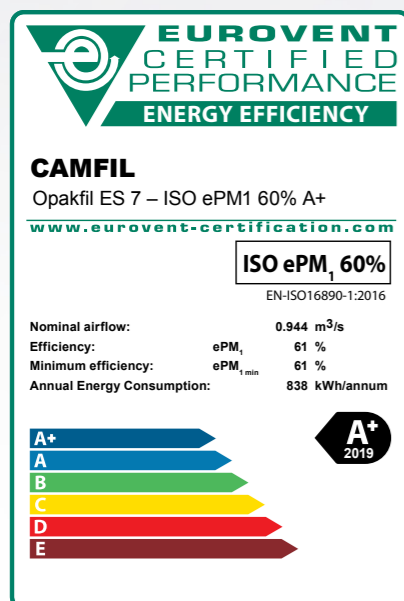 e
EUROVENT
CERTIFIED
PERFORMANCE
ENERGY EFFICIENCY
CAMFIL
Opakfil ES 7 – ISO ePM1 60% A+
www.eurovent-certification.com
ISO ePM1 60%
EN-ISO16890-1:2016
Nominal airflow: 0.944 m3/s
Efficiency: ePM1 61 %
Minimum efficiency: ePM1 min 61 %
Annual Energy Consumption: 838 kWh/annum
A+
A
B
C
D
E
A+
2019